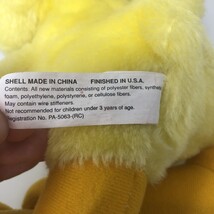 SHELL MADE IN CHINA FINISHED IN U.S.A.
Contents: All new materials consisting of polyester fibers, synthetic
foam, polyethylene, polystyrene, or cellulose fibers.
May contain wire stiffeners.
Not recommended for children under 3 years of age.
Registration No. PA-5063-(RC)